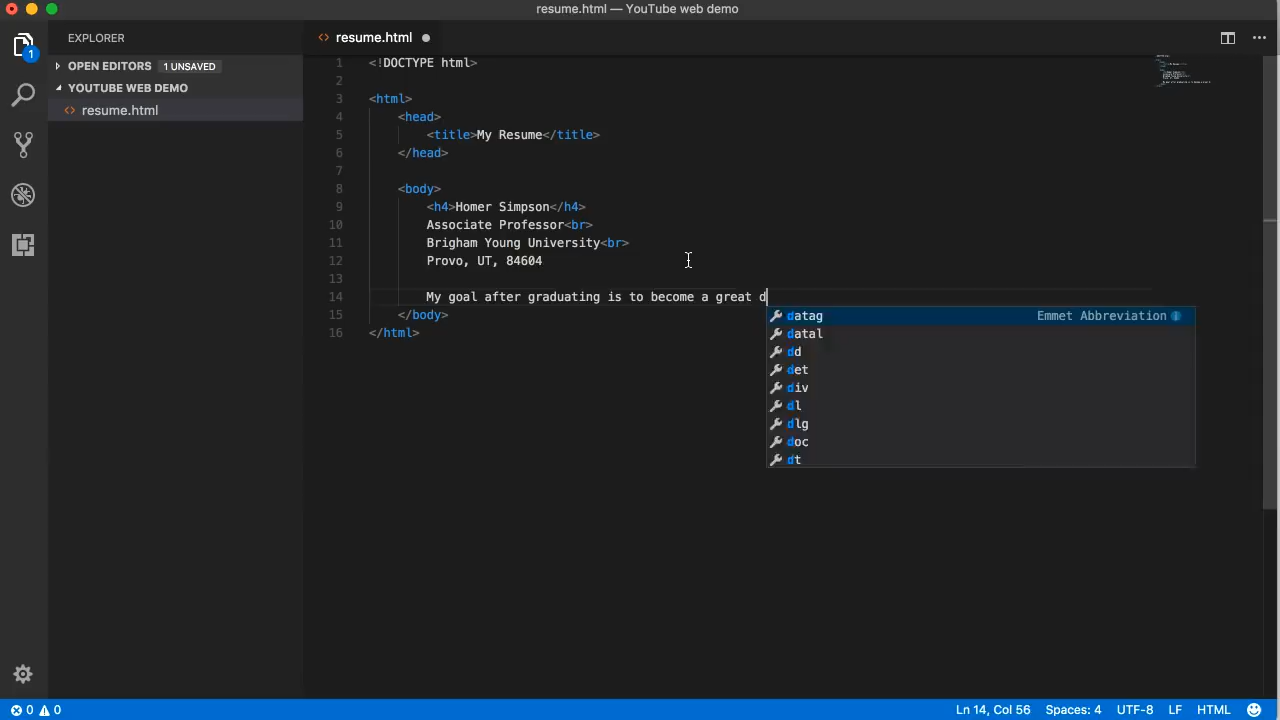 resume.html — YouTube web demo
EXPLORER
1
OPEN EDITORS 1 UNSAVED
YOUTUBE WEB DEMO
<> resume.html
<> resume.html
1 <!DOCTYPE html>
2
3 <html>
4 <head>
5 <title>My Resume</title>
6 </head>
7
8 <body>
9 <h4>Homer Simpson</h4>
10 Associate Professor<br>
11 Brigham Young University<br>
12 Provo, UT, 84604
13
14 My goal after graduating is to become a great d
15 </body>
16 </html>
datag Emmet Abbreviation
datal
dd
det
div
dl
dlg
doc
dt
0 0 Ln 14, Col 56 Spaces: 4 UTF-8 LF HTML